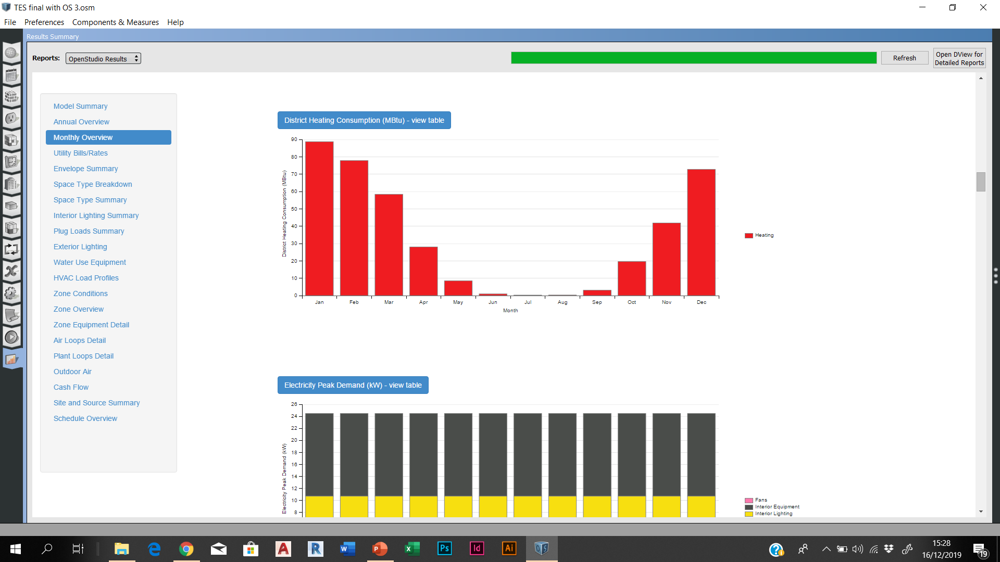 TES final with OS 3.osm
File Preferences Components & Measures Help
Results Summary
Reports: OpenStudio Results Refresh Open DView for
Detailed Reports
Model Summary
Annual Overview
Monthly Overview
Utility Bills/Rates
Envelope Summary
Space Type Breakdown
Space Type Summary
Interior Lighting Summary
Plug Loads Summary
Exterior Lighting
Water Use Equipment
HVAC Load Profiles
Zone Conditions
Zone Overview
Zone Equipment Detail
Air Loops Detail
Plant Loops Detail
Outdoor Air
Cash Flow
Site and Source Summary
Schedule Overview
District Heating Consumption (MBtu) - view table
District Heating Consumption (MBtu)
90
80
70
60
50
40
30
20
10
0
Jan Feb Mar Apr May Jun Jul Aug Sep Oct Nov Dec
Month
Heating
Electricity Peak Demand (kW) - view table
Electricity Peak Demand (kW)
26
24
22
20
18
16
14
12
10
8
Fans
Interior Equipment
Interior Lighting
A R W P X Ps Id Ai OS
15:28
16/12/2019
19